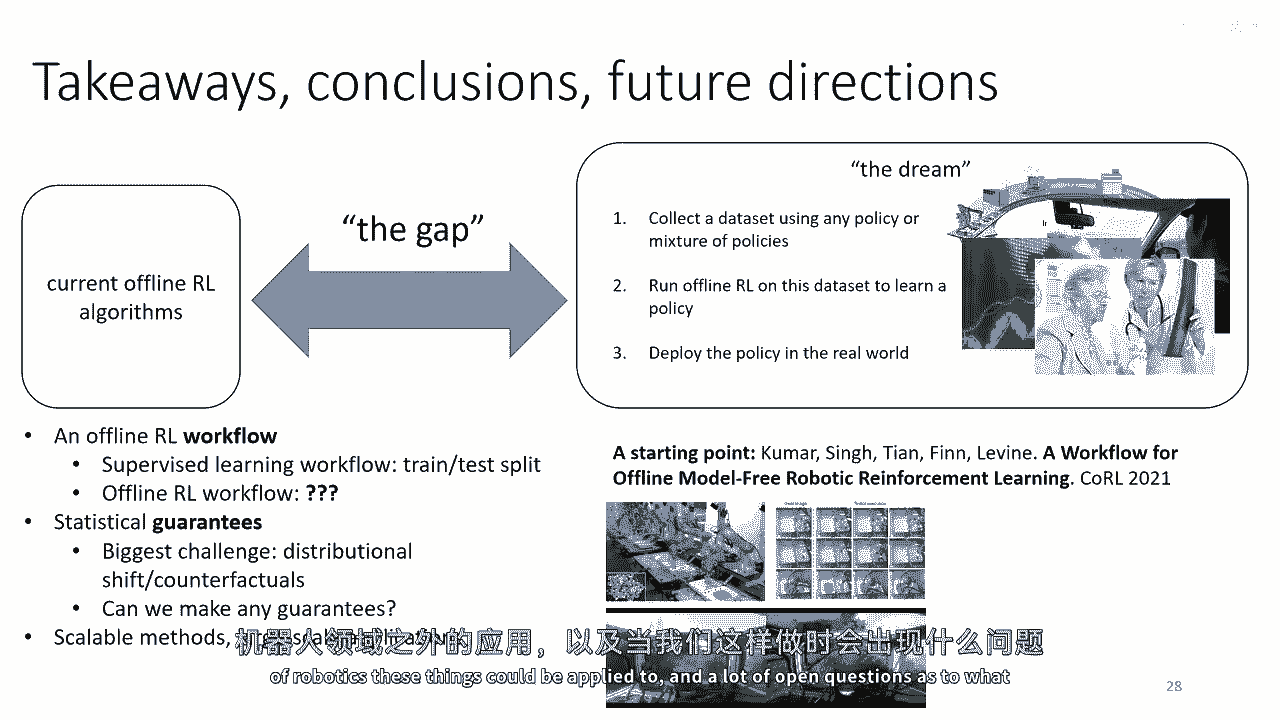 Takeaways, conclusions, future directions
“the dream”
“the gap”
current offline RL
algorithms
1. Collect a dataset using any policy or
mixture of policies
2. Run offline RL on this dataset to learn a
policy
3. Deploy the policy in the real world
• An offline RL workflow
• Supervised learning workflow: train/test split
• Offline RL workflow: ???
• Statistical guarantees
• Biggest challenge: distributional
shift/counterfactuals
• Can we make any guarantees?
• Scalable methods,
A starting point: Kumar, Singh, Tian, Finn, Levine. A Workflow for
Offline Model-Free Robotic Reinforcement Learning. CoRL 2021
机器人领域之外的应用，以及当我们这样做时会出现什么问题
of robotics these things could be applied to, and a lot of open questions as to what
28